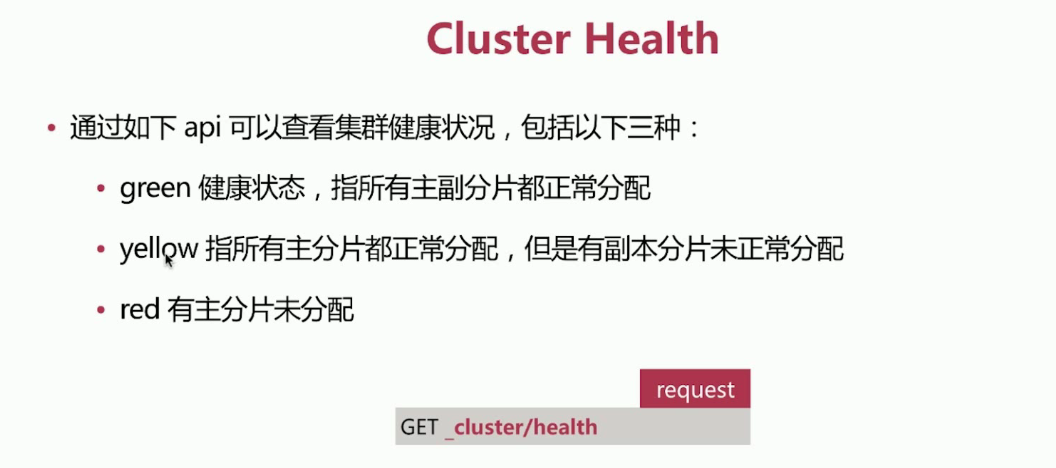 Cluster Health
• 通过如下 api 可以查看集群健康状况，包括以下三种：
• green 健康状态，指所有主副分片都正常分配
• yellow 指所有主分片都正常分配，但是有副本分片未正常分配
• red 有主分片未分配
request
GET _cluster/health